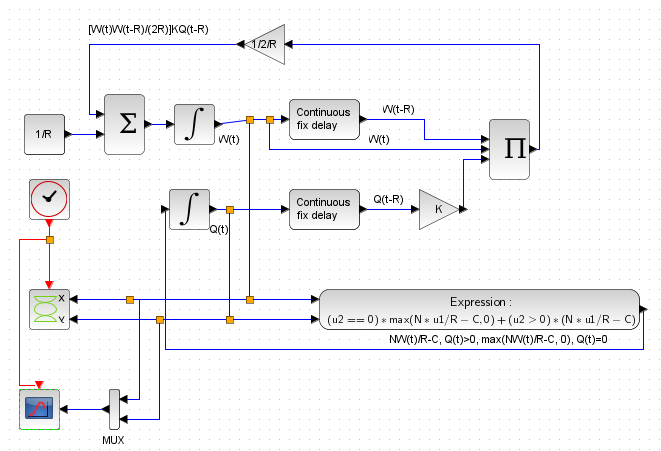 [W(t)W(t-R)/(2R)]KQ(t-R)
1/2/R
1/R
Σ
∫
W(t)
Continuous
fix delay
W(t-R)
W(t)
Π
∫
Q(t)
Continuous
fix delay
Q(t-R)
K
X
Y
Expression :
(u2 == 0) * max(N * u1/R − C, 0) + (u2 > 0) * (N * u1/R − C)
NW(t)/R-C, Q(t)>0, max(NW(t)/R-C, 0), Q(t)=0
MUX